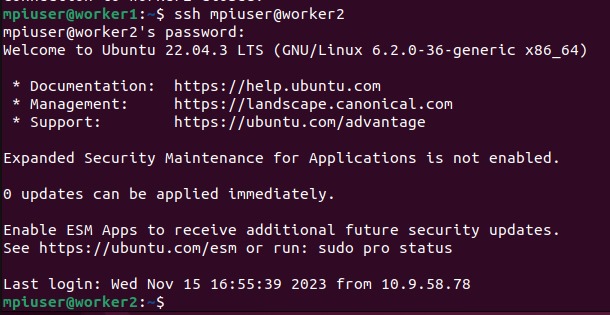 mpiuser@worker1:~$ ssh mpiuser@worker2
mpiuser@worker2's password:
Welcome to Ubuntu 22.04.3 LTS (GNU/Linux 6.2.0-36-generic x86_64)
* Documentation:  https://help.ubuntu.com
* Management:     https://landscape.canonical.com
* Support:        https://ubuntu.com/advantage
Expanded Security Maintenance for Applications is not enabled.
0 updates can be applied immediately.
Enable ESM Apps to receive additional future security updates.
See https://ubuntu.com/esm or run: sudo pro status
Last login: Wed Nov 15 16:55:39 2023 from 10.9.58.78
mpiuser@worker2:~$